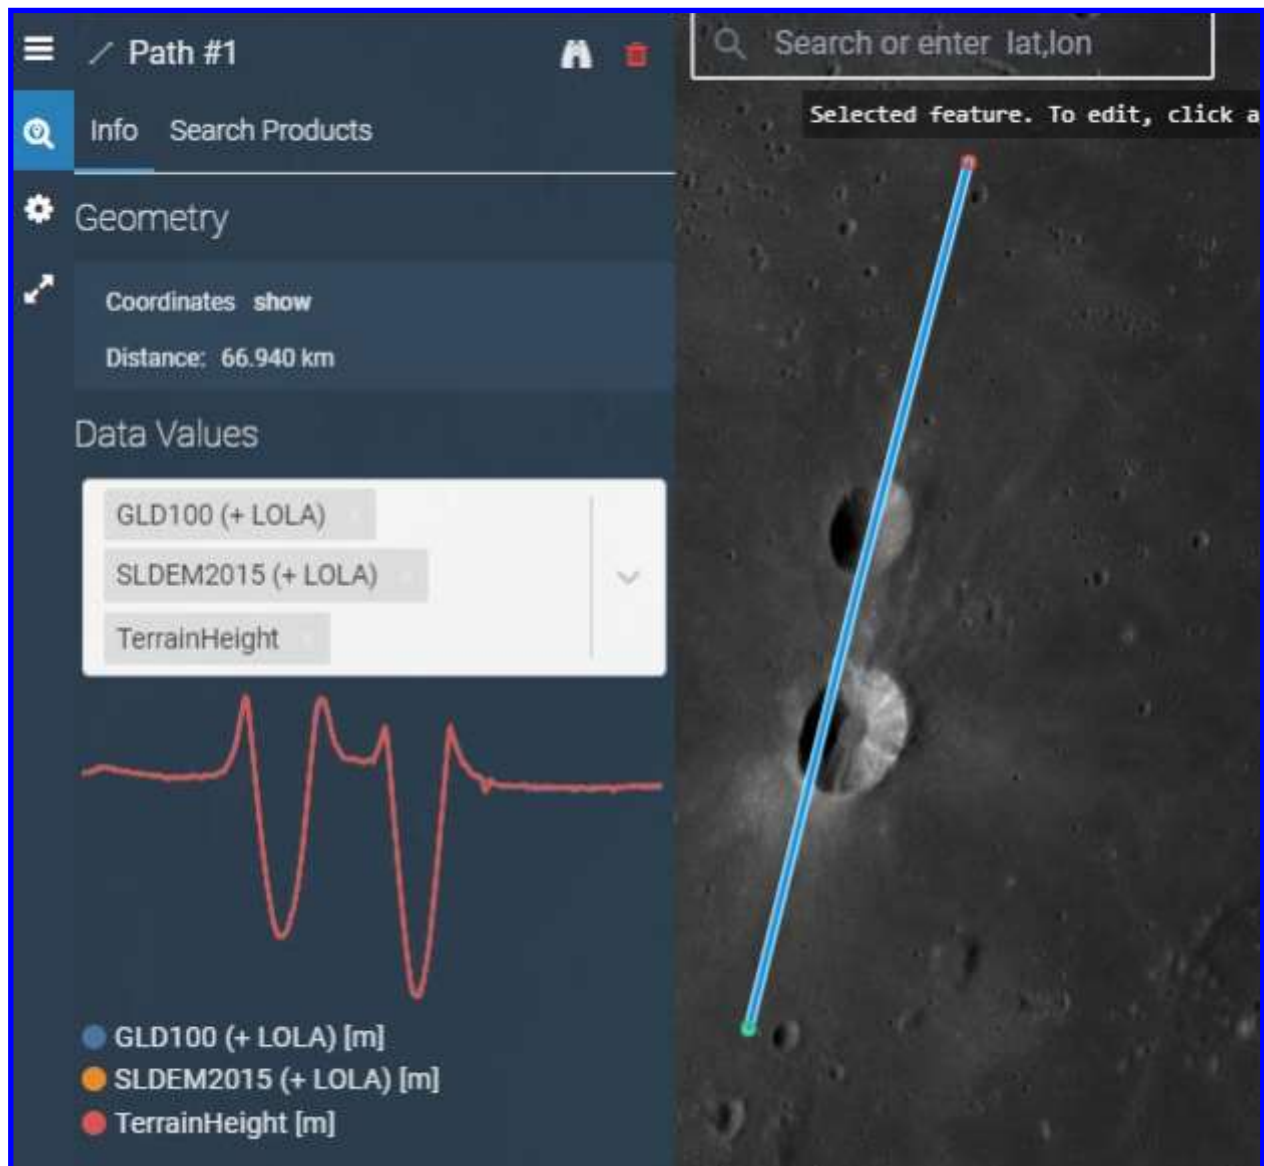 Path #1
Info Search Products
Geometry
Coordinates show
Distance: 66.940 km
Data Values
GLD100 (+ LOLA)
SLDEM2015 (+ LOLA)
TerrainHeight
GLD100 (+ LOLA) [m]
SLDEM2015 (+ LOLA) [m]
TerrainHeight [m]
Search or enter lat,lon
Selected feature. To edit, click a